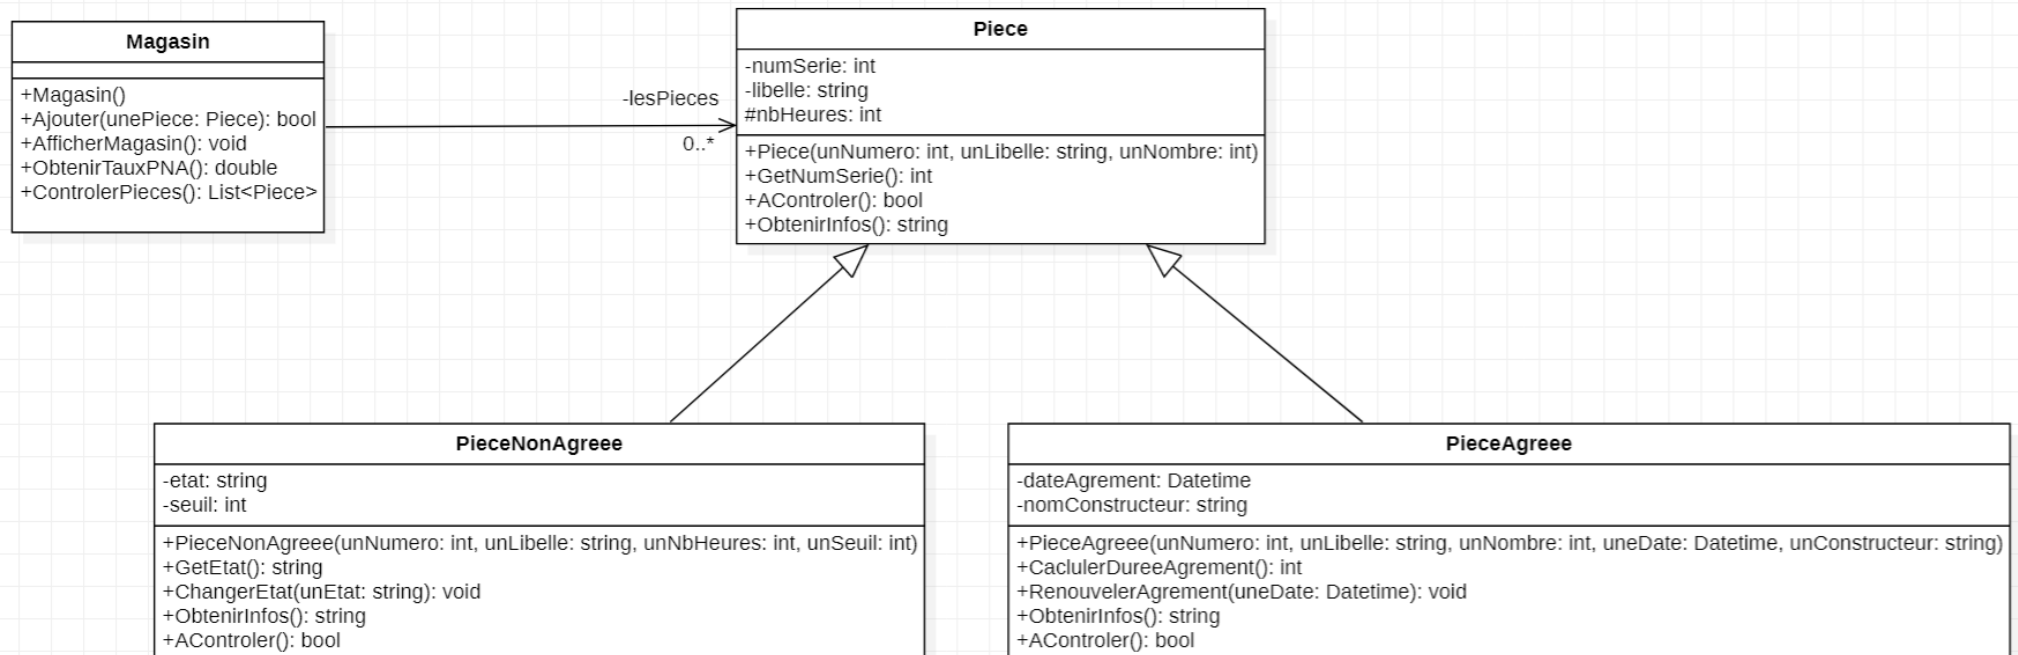 Magasin
+Magasin()
+Ajouter(unePiece: Piece): bool
+AfficherMagasin(): void
+ObtenirTauxPNA(): double
+ControlerPieces(): List<Piece>
-lesPieces
0..*
Piece
-numSerie: int
-libelle: string
#nbHeures: int
+Piece(unNumero: int, unLibelle: string, unNombre: int)
+GetNumSerie(): int
+AControler(): bool
+ObtenirInfos(): string
PieceNonAgreee
-etat: string
-seuil: int
+PieceNonAgreee(unNumero: int, unLibelle: string, unNbHeures: int, unSeuil: int)
+GetEtat(): string
+ChangerEtat(unEtat: string): void
+ObtenirInfos(): string
+AControler(): bool
PieceAgreee
-dateAgrement: Datetime
-nomConstructeur: string
+PieceAgreee(unNumero: int, unLibelle: string, unNombre: int, uneDate: Datetime, unConstructeur: string)
+CaclulerDureeAgrement(): int
+RenouvelerAgrement(uneDate: Datetime): void
+ObtenirInfos(): string
+AControler(): bool